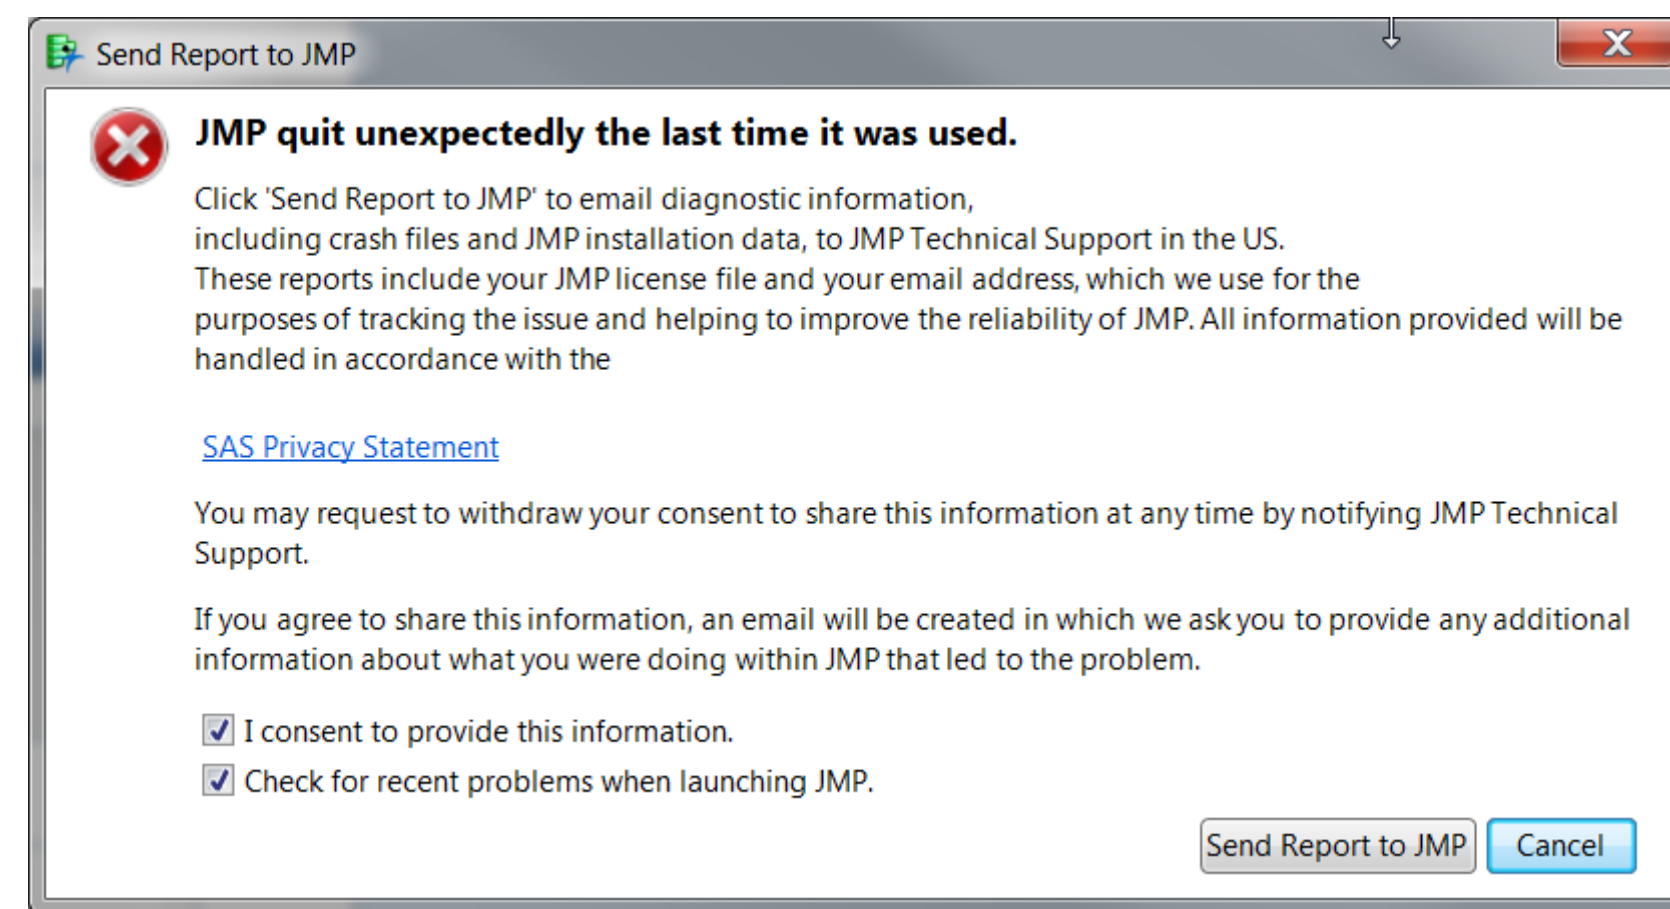 Send Report to JMP
JMP quit unexpectedly the last time it was used.
Click 'Send Report to JMP' to email diagnostic information,
including crash files and JMP installation data, to JMP Technical Support in the US.
These reports include your JMP license file and your email address, which we use for the
purposes of tracking the issue and helping to improve the reliability of JMP. All information provided will be
handled in accordance with the
SAS Privacy Statement
You may request to withdraw your consent to share this information at any time by notifying JMP Technical
Support.
If you agree to share this information, an email will be created in which we ask you to provide any additional
information about what you were doing within JMP that led to the problem.
I consent to provide this information.
Check for recent problems when launching JMP.
Send Report to JMP Cancel